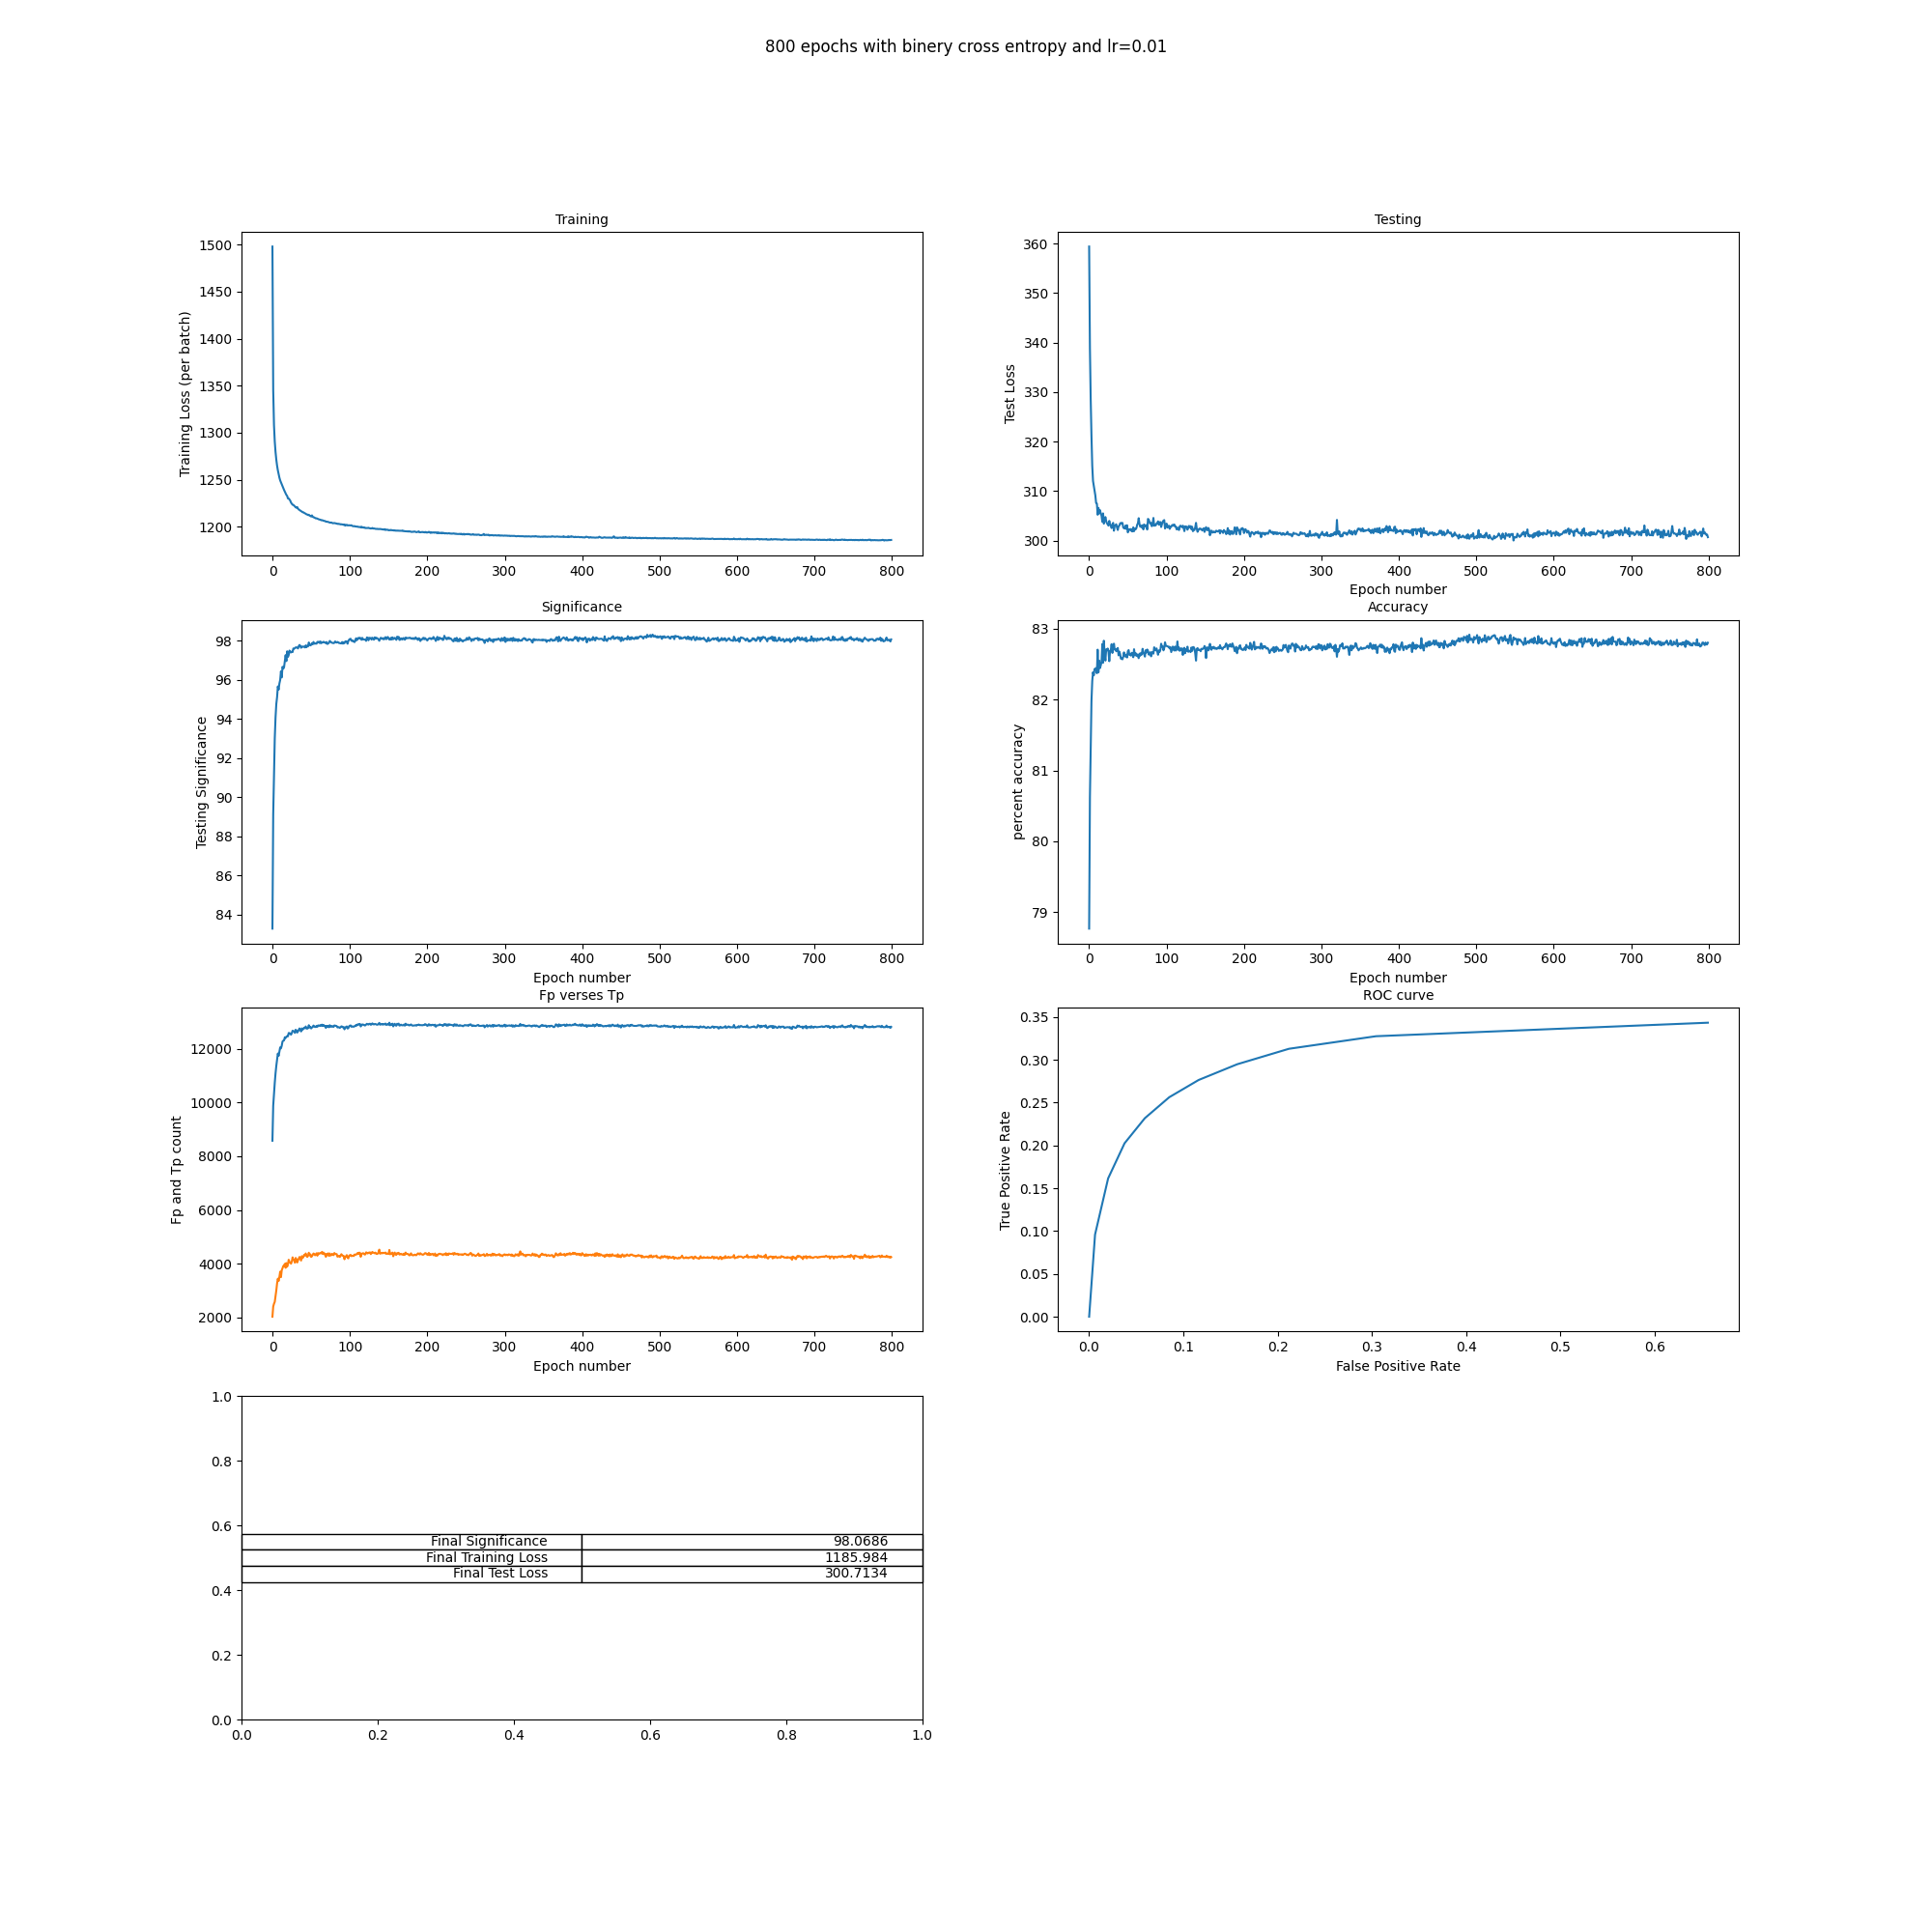 800 epochs with binery cross entropy and lr=0.01
Training
Training Loss (per batch)
1500
1450
1400
1350
1300
1250
1200
0 100 200 300 400 500 600 700 800
Testing
Test Loss
360
350
340
330
320
310
300
0 100 200 300 400 500 600 700 800
Epoch number
Significance
Testing Significance
98
96
94
92
90
88
86
84
0 100 200 300 400 500 600 700 800
Epoch number
Accuracy
percent accuracy
83
82
81
80
79
0 100 200 300 400 500 600 700 800
Epoch number
Fp verses Tp
Fp and Tp count
12000
10000
8000
6000
4000
2000
0 100 200 300 400 500 600 700 800
Epoch number
ROC curve
True Positive Rate
0.35
0.30
0.25
0.20
0.15
0.10
0.05
0.00
0.0 0.1 0.2 0.3 0.4 0.5 0.6
False Positive Rate
1.0
0.8
0.6
Final Significance 98.0686
Final Training Loss 1185.984
Final Test Loss 300.7134
0.4
0.2
0.0
0.0 0.2 0.4 0.6 0.8 1.0